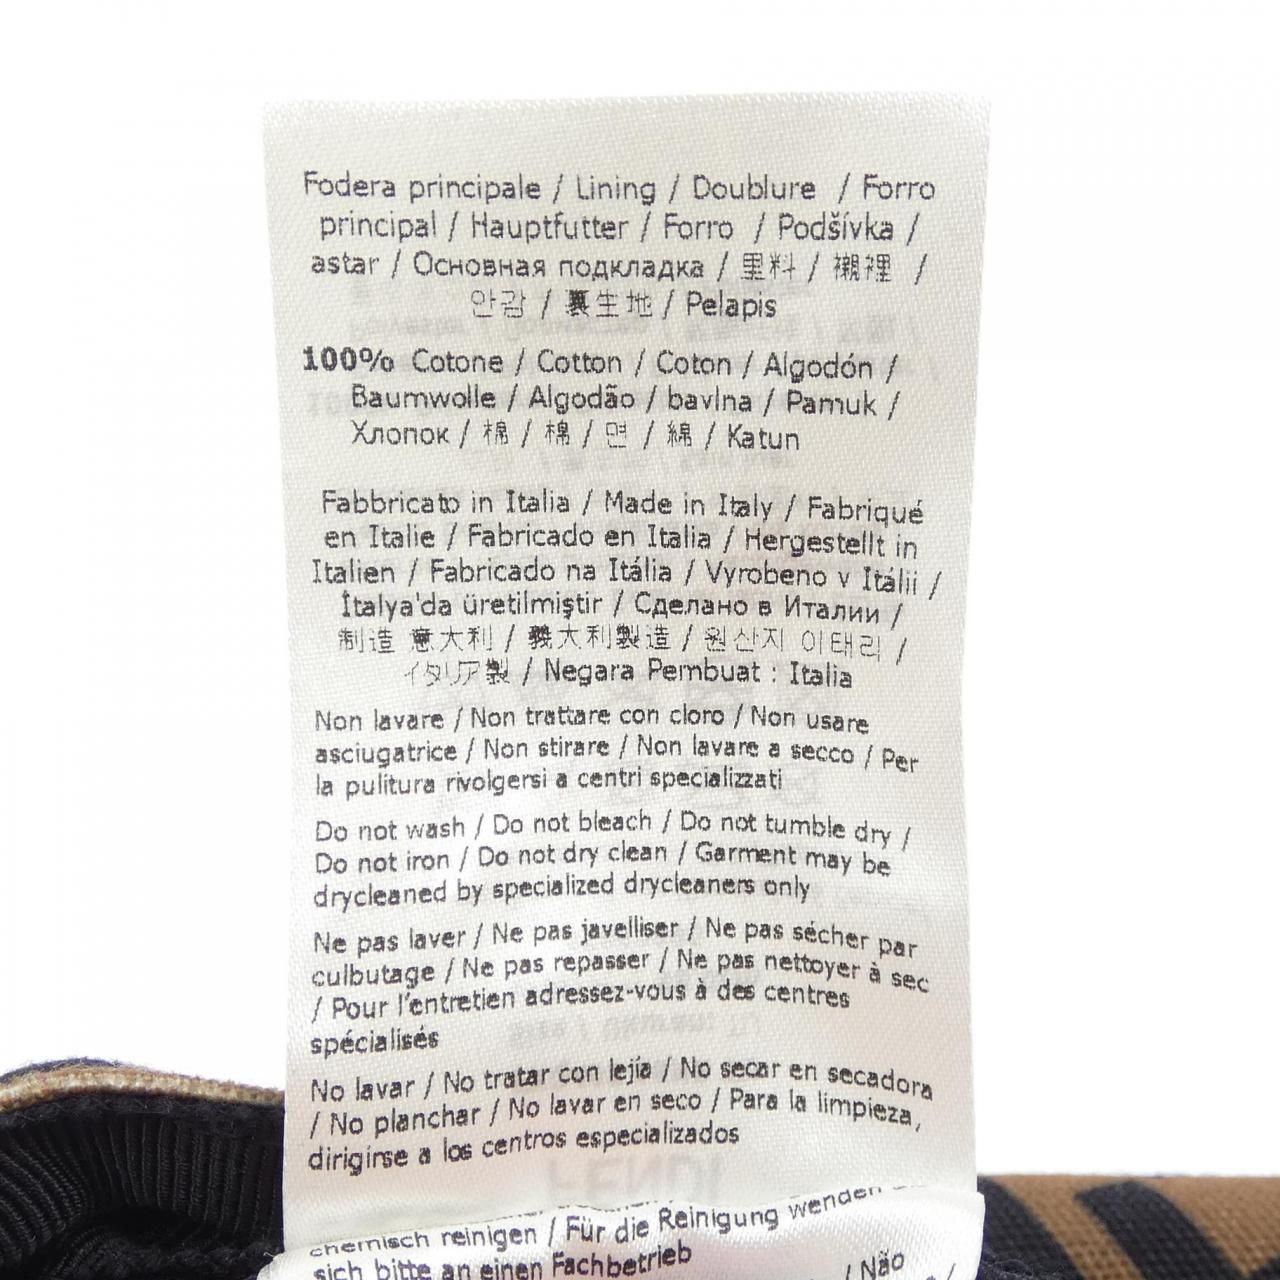 Fodera principale / Lining / Doublure / Forro
principal / Hauptfutter / Forro / Podšívka /
astar / Основная подкладка / 里料 / 襯裡 /
안감 / 裏生地 / Pelapis
100% Cotone / Cotton / Coton / Algodón /
Baumwolle / Algodão / bavlna / Pamuk /
Хлопок / 棉 / 棉 / 면 / 綿 / Katun
Fabbricato in Italia / Made in Italy / Fabriqué
en Italie / Fabricado en Italia / Hergestellt in
Italien / Fabricado na Itália / Vyrobeno v Itálii /
İtalya'da üretilmiştir / Сделано в Италии /
制造 意大利 / 義大利製造 / 원산지 이태리 /
イタリア製 / Negara Pembuat : Italia
Non lavare / Non trattare con cloro / Non usare
asciugatrice / Non stirare / Non lavare a secco / Per
la pulitura rivolgersi a centri specializzati
Do not wash / Do not bleach / Do not tumble dry /
Do not iron / Do not dry clean / Garment may be
drycleaned by specialized drycleaners only
Ne pas laver / Ne pas javelliser / Ne pas sécher par
culbutage / Ne pas repasser / Ne pas nettoyer à sec
/ Pour l'entretien adressez-vous à des centres
spécialisés
No lavar / No tratar con lejía / No secar en secadora
/ No planchar / No lavar en seco / Para la limpieza,
dirigirse a los centros especializados
chemisch reinigen / Für die Reinigung wenden
sich bitte an einen Fachbetrieb
/ Não